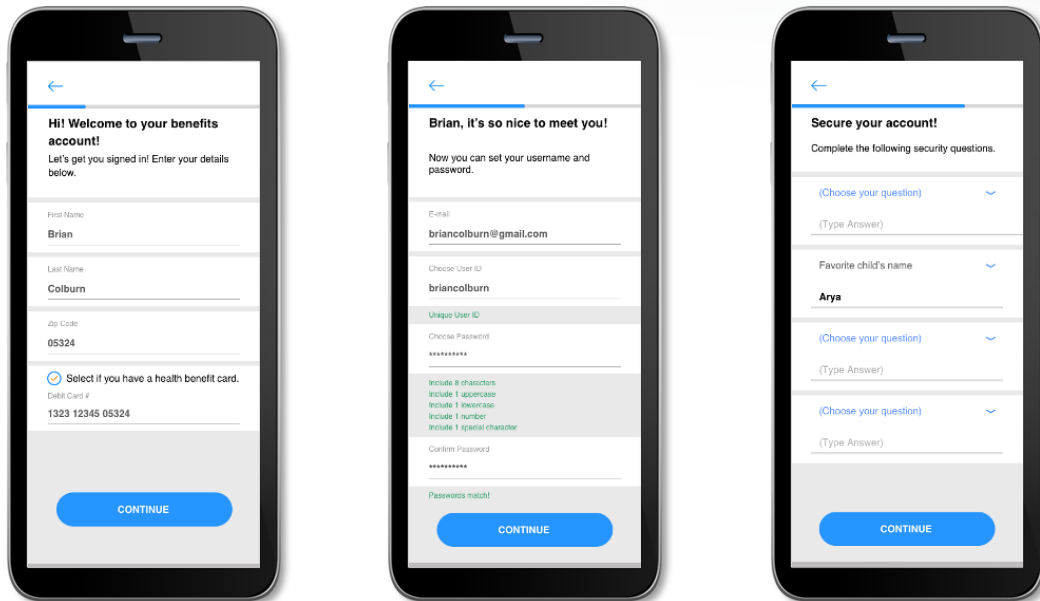 Hi! Welcome to your benefits
account!
Let's get you signed in! Enter your details
below.
First Name
Brian
Last Name
Colburn
Zip Code
05324
Select if you have a health benefit card.
Debit Card #
1323 12345 05324
CONTINUE
Brian, it's so nice to meet you!
Now you can set your username and
password.
E-mail
briancolburn@gmail.com
Choose User ID
briancolburn
Unique User ID
Choose Password
**********
Include 8 characters
Include 1 uppercase
Include 1 lowercase
Include 1 number
Include 1 special character
Confirm Password
**********
Passwords match!
CONTINUE
Secure your account!
Complete the following security questions.
(Choose your question)
(Type Answer)
Favorite child's name
Arya
(Choose your question)
(Type Answer)
(Choose your question)
(Type Answer)
CONTINUE